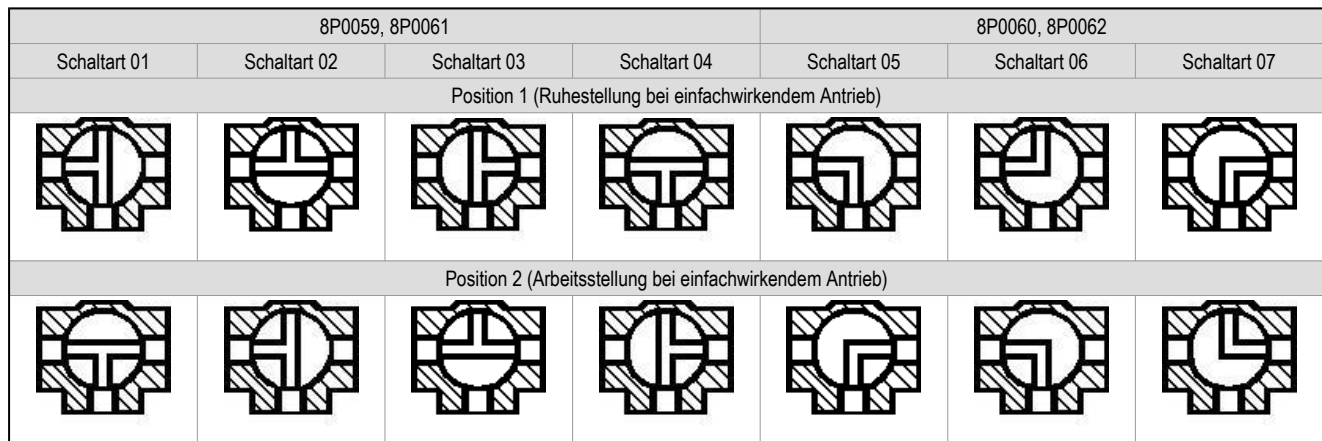 8P0059, 8P0061 8P0060, 8P0062
Schaltart 01 Schaltart 02 Schaltart 03 Schaltart 04 Schaltart 05 Schaltart 06 Schaltart 07
Position 1 (Ruhestellung bei einfachwirkendem Antrieb)
Position 2 (Arbeitsstellung bei einfachwirkendem Antrieb)